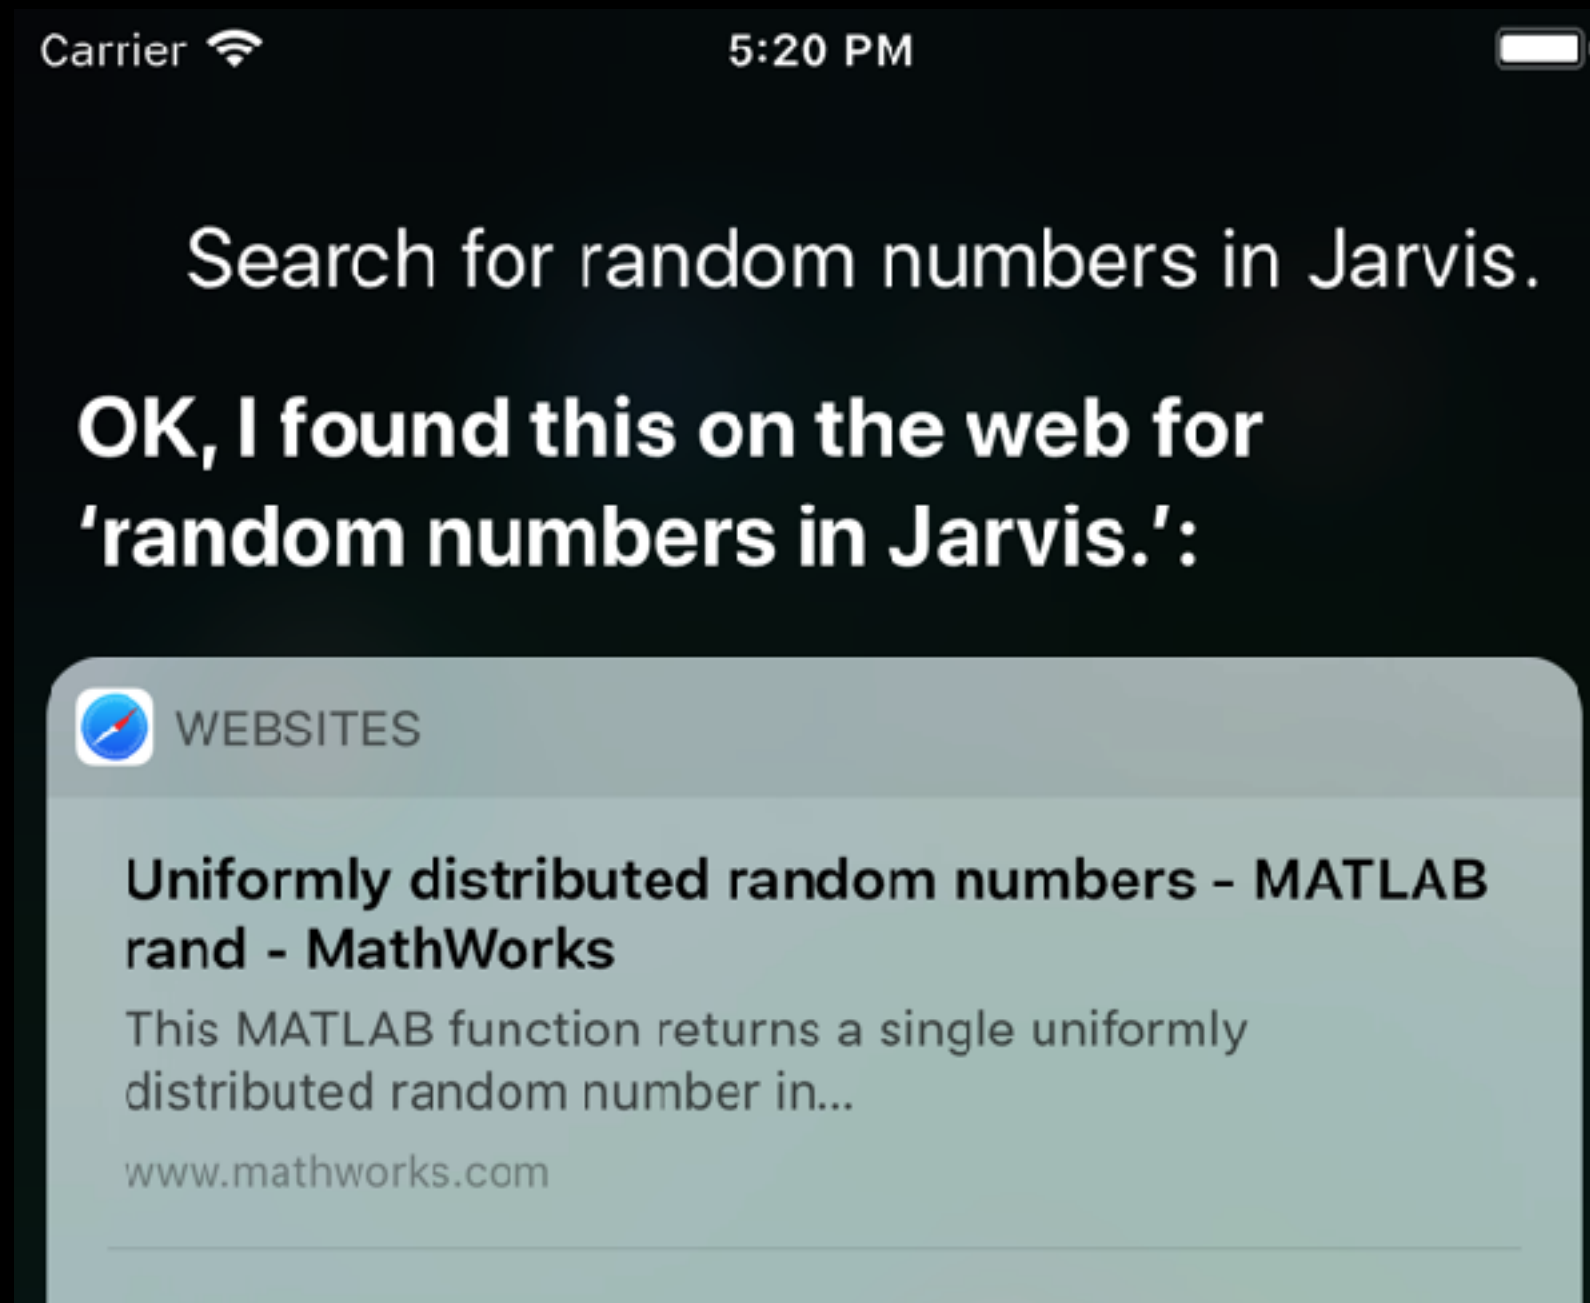 Carrier 5:20 PM
Search for random numbers in Jarvis.
OK, I found this on the web for
‘random numbers in Jarvis.’:
WEBSITES
Uniformly distributed random numbers - MATLAB
rand - MathWorks
This MATLAB function returns a single uniformly
distributed random number in...
www.mathworks.com